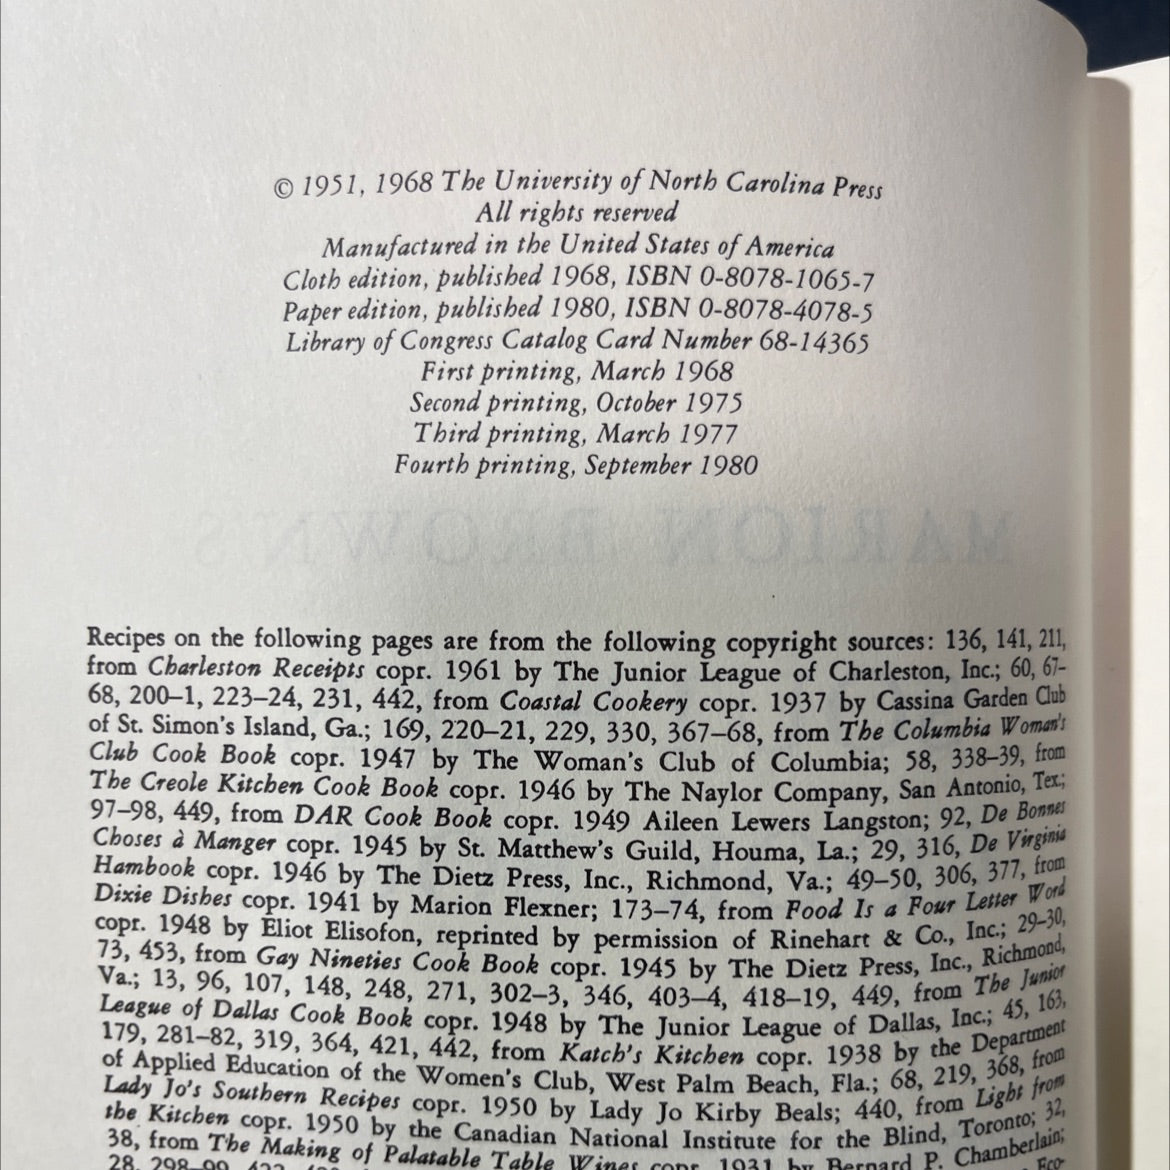 © 1951, 1968 The University of North Carolina Press
All rights reserved
Manufactured in the United States of America
Cloth edition, published 1968, ISBN 0-8078-1065-7
Paper edition, published 1980, ISBN 0-8078-4078-5
Library of Congress Catalog Card Number 68-14365
First printing, March 1968
Second printing, October 1975
Third printing, March 1977
Fourth printing, September 1980
MARION BROWN'S
Recipes on the following pages are from the following copyright sources: 136, 141, 211,
from Charleston Receipts copr. 1961 by The Junior League of Charleston, Inc.; 60, 67–
68, 200–1, 223–24, 231, 442, from Coastal Cookery copr. 1937 by Cassina Garden Club
of St. Simon's Island, Ga.; 169, 220–21, 229, 330, 367–68, from The Columbia Woman's
Club Cook Book copr. 1947 by The Woman's Club of Columbia; 58, 338–39, from
The Creole Kitchen Cook Book copr. 1946 by The Naylor Company, San Antonio, Tex.;
97–98, 449, from DAR Cook Book copr. 1949 Aileen Lewers Langston; 92, De Bonnes
Choses à Manger copr. 1945 by St. Matthew's Guild, Houma, La.; 29, 316, De Virginia
Hambook copr. 1946 by The Dietz Press, Inc., Richmond, Va.; 49–50, 306, 377, from
Dixie Dishes copr. 1941 by Marion Flexner; 173–74, from Food Is a Four Letter Word
copr. 1948 by Eliot Elisofon, reprinted by permission of Rinehart & Co., Inc.; 29–30,
73, 453, from Gay Nineties Cook Book copr. 1945 by The Dietz Press, Inc., Richmond,
Va.; 13, 96, 107, 148, 248, 271, 302–3, 346, 403–4, 418–19, 449, from The Junior
League of Dallas Cook Book copr. 1948 by The Junior League of Dallas, Inc.; 45, 163,
179, 281–82, 319, 364, 421, 442, from Katch's Kitchen copr. 1938 by the Department
of Applied Education of the Women's Club, West Palm Beach, Fla.; 68, 219, 368, from
Lady Jo's Southern Recipes copr. 1950 by Lady Jo Kirby Beals; 440, from Light from
the Kitchen copr. 1950 by the Canadian National Institute for the Blind, Toronto; 32,
38, from The Making of Palatable Table Wines copr. 1931 by Bernard P. Chamberlain;
28, 298–99, Eco-